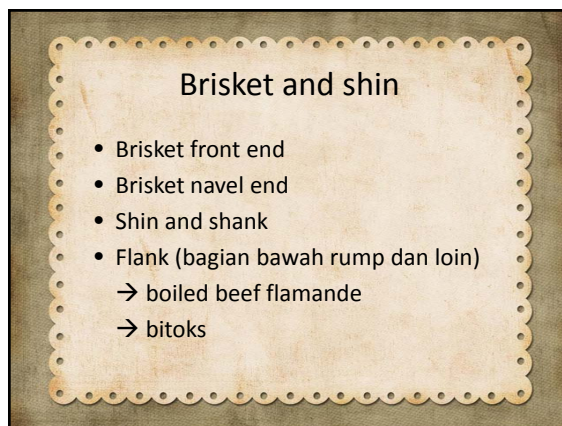 Brisket and shin
• Brisket front end
• Brisket navel end
• Shin and shank
• Flank (bagian bawah rump dan loin)
→ boiled beef flamande
→ bitoks